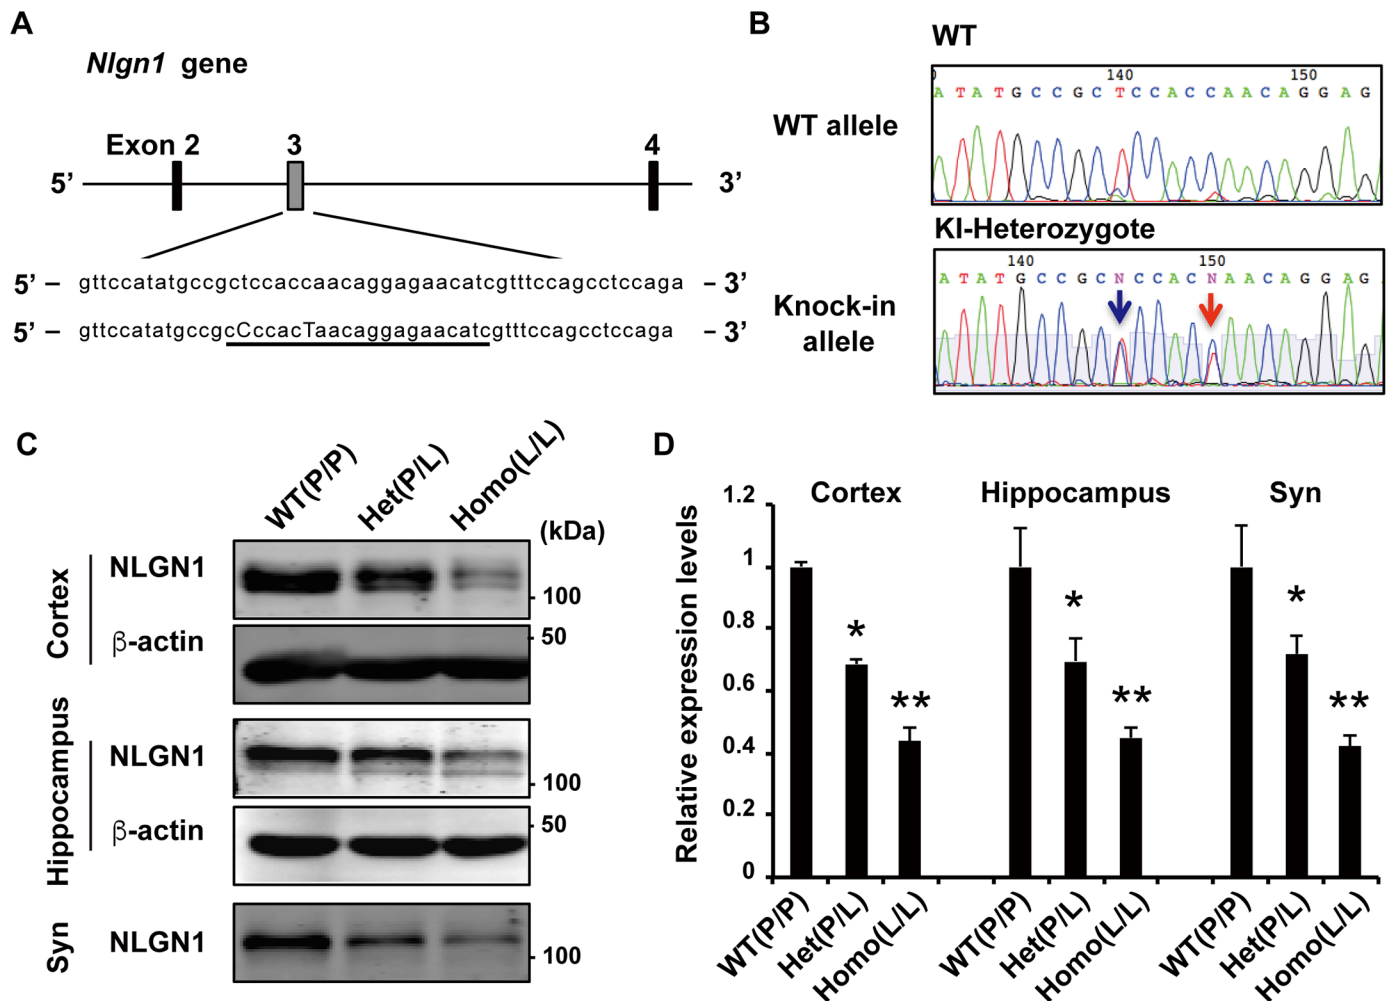 A
Nlgn1 gene
Exon 2 3 4
5’ 3’
5’ – gttccatatgccgctccaccaacaggagaacatcgtttccagcctccaga – 3’
5’ – gttccatatgccgcCccacTaacaggagaacatcgtttccagcctccaga – 3’
B
WT
WT allele
140 150
A T A T G C C G C T C C A C C A A C A G G A G
KI-Heterozygote
Knock-in
allele
140 150
A T A T G C C G C N C C A C N A A C A G G A G
C
WT(P/P) Het(P/L) Homo(L/L)
(kDa)
Cortex
NLGN1
100
β-actin
50
Hippocampus
NLGN1
100
β-actin
50
Syn
NLGN1
100
D
Cortex Hippocampus Syn
Relative expression levels
1.2
1
0.8
0.6
0.4
0.2
0
* ** * ** * **
WT(P/P) Het(P/L) Homo(L/L) WT(P/P) Het(P/L) Homo(L/L) WT(P/P) Het(P/L) Homo(L/L)